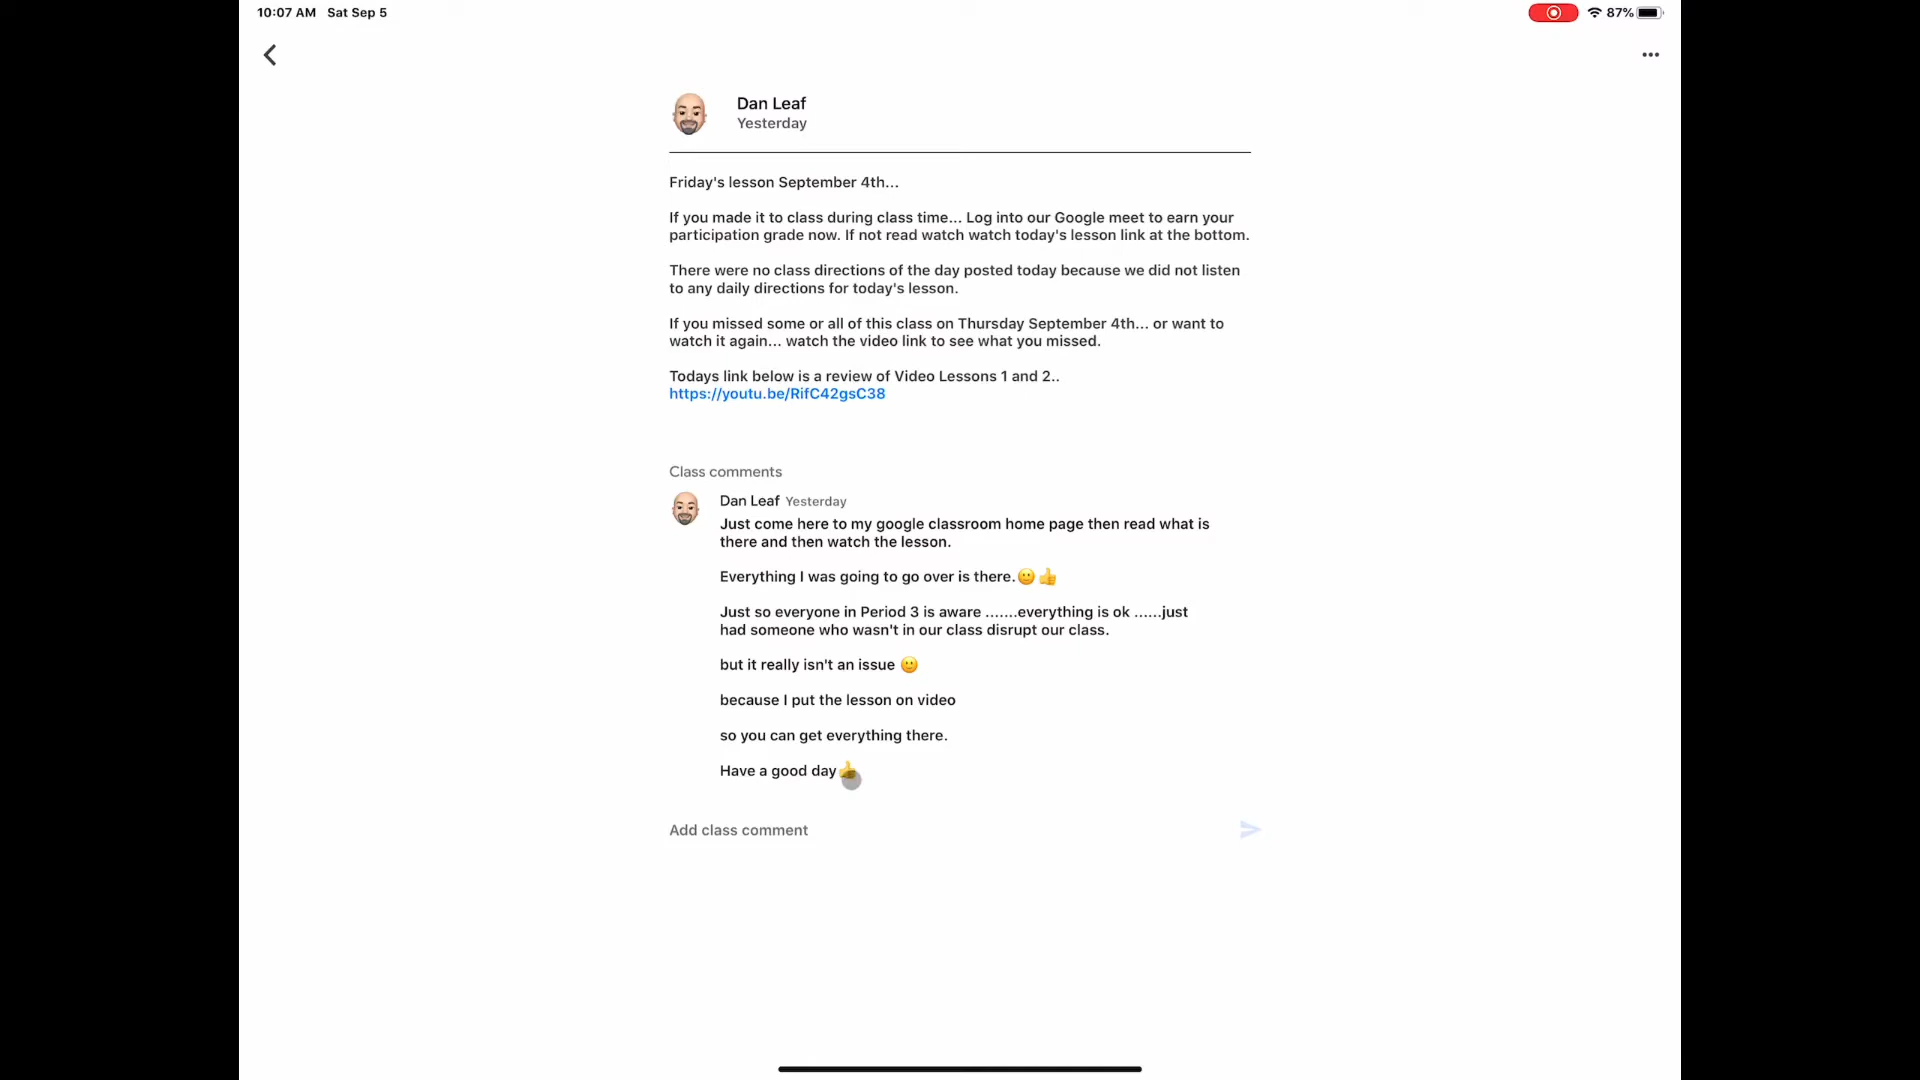 10:07 AM Sat Sep 5
87%
Dan Leaf
Yesterday
Friday's lesson September 4th...
If you made it to class during class time... Log into our Google meet to earn your
participation grade now. If not read watch watch today's lesson link at the bottom.
There were no class directions of the day posted today because we did not listen
to any daily directions for today's lesson.
If you missed some or all of this class on Thursday September 4th... or want to
watch it again... watch the video link to see what you missed.
Todays link below is a review of Video Lessons 1 and 2..
https://youtu.be/RifC42gsC38
Class comments
Dan Leaf Yesterday
Just come here to my google classroom home page then read what is
there and then watch the lesson.
Everything I was going to go over is there.🙂👍
Just so everyone in Period 3 is aware .......everything is ok ......just
had someone who wasn't in our class disrupt our class.
but it really isn't an issue 🙂
because I put the lesson on video
so you can get everything there.
Have a good day👍
Add class comment